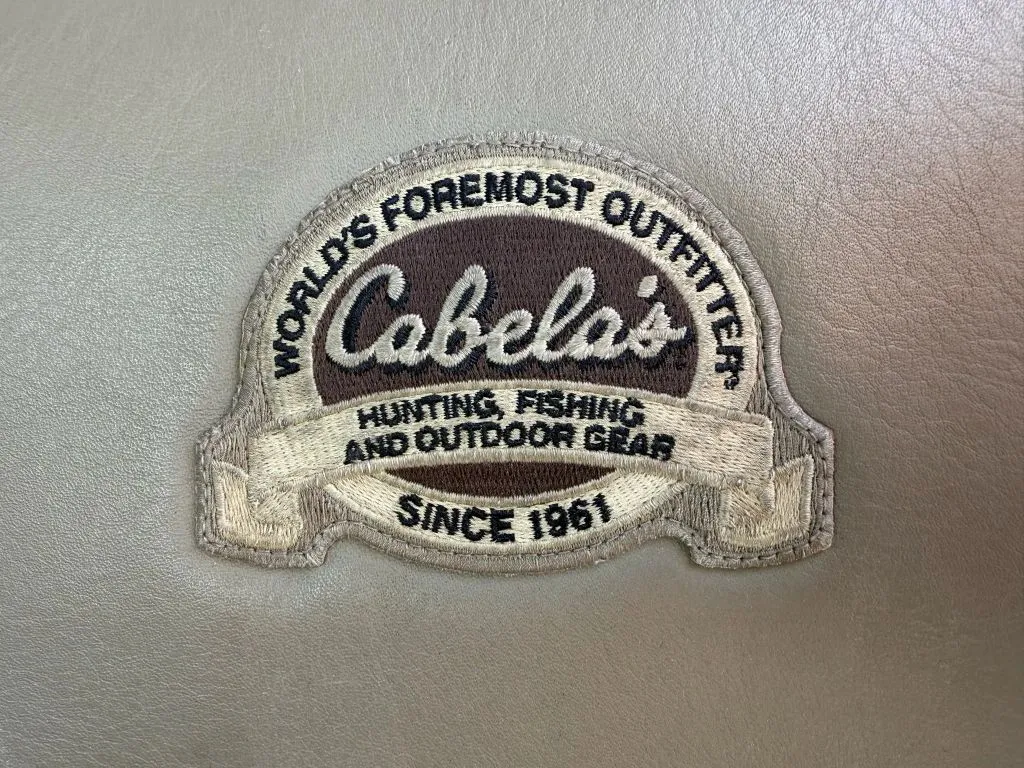 WORLD'S FOREMOST OUTFITTER®
Cabela's
HUNTING, FISHING
AND OUTDOOR GEAR
SINCE 1961